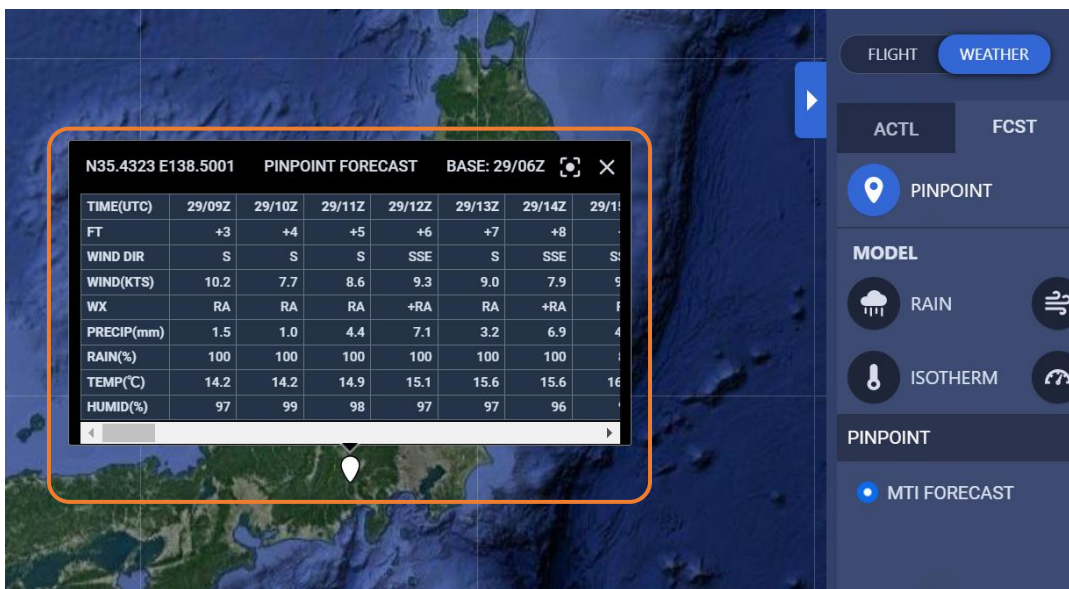 FLIGHT WEATHER
ACTL FCST
N35.4323 E138.5001 PINPOINT FORECAST BASE: 29/06Z
TIME(UTC) 29/09Z 29/10Z 29/11Z 29/12Z 29/13Z 29/14Z
FT +3 +4 +5 +6 +7 +8
WIND DIR S S S SSE S SSE
WIND(KTS) 10.2 7.7 8.6 9.3 9.0 7.9
WX RA RA RA +RA RA +RA
PRECIP(mm) 1.5 1.0 4.4 7.1 3.2 6.9
RAIN(%) 100 100 100 100 100 100
TEMP(℃) 14.2 14.2 14.9 15.1 15.6 15.6
HUMID(%) 97 99 98 97 97 96
PINPOINT
MODEL
RAIN
ISOTHERM
PINPOINT
MTI FORECAST